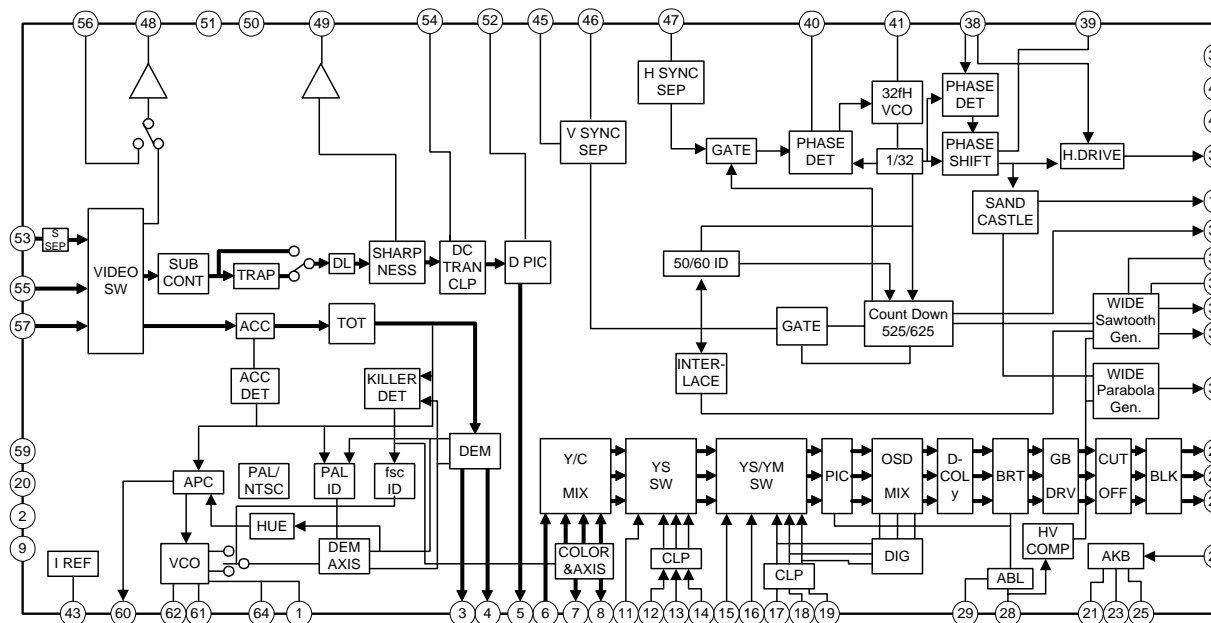 56 48 51 50 49 54 52 45 46 47 40 41 38 39
H SYNC
SEP
32fH
VCO
PHASE
DET
V SYNC
SEP
GATE
PHASE
DET
1/32
PHASE
SHIFT
H.DRIVE
SAND
CASTLE
53
S
SEP
55
57
VIDEO
SW
SUB
CONT
TRAP
DL
SHARP
NESS
DC
TRAN
CLP
D PIC
50/60 ID
ACC
TOT
GATE
Count Down
525/625
WIDE
Sawtooth
Gen.
ACC
DET
KILLER
DET
INTER-
LACE
WIDE
Parabola
Gen.
59
20
2
9
APC
PAL/
NTSC
PAL
ID
fsc
ID
DEM
Y/C
MIX
YS
SW
YS/YM
SW
PIC
OSD
MIX
D-
COL
y
BRT
GB
DRV
CUT
OFF
BLK
HUE
I REF
VCO
DEM
AXIS
COLOR
&AXIS
CLP
CLP
DIG
ABL
HV
COMP
AKB
43 60 62 61 64 1 3 4 5 6 7 8 11 12 13 14 15 16 17 18 19 29 28 21 23 25